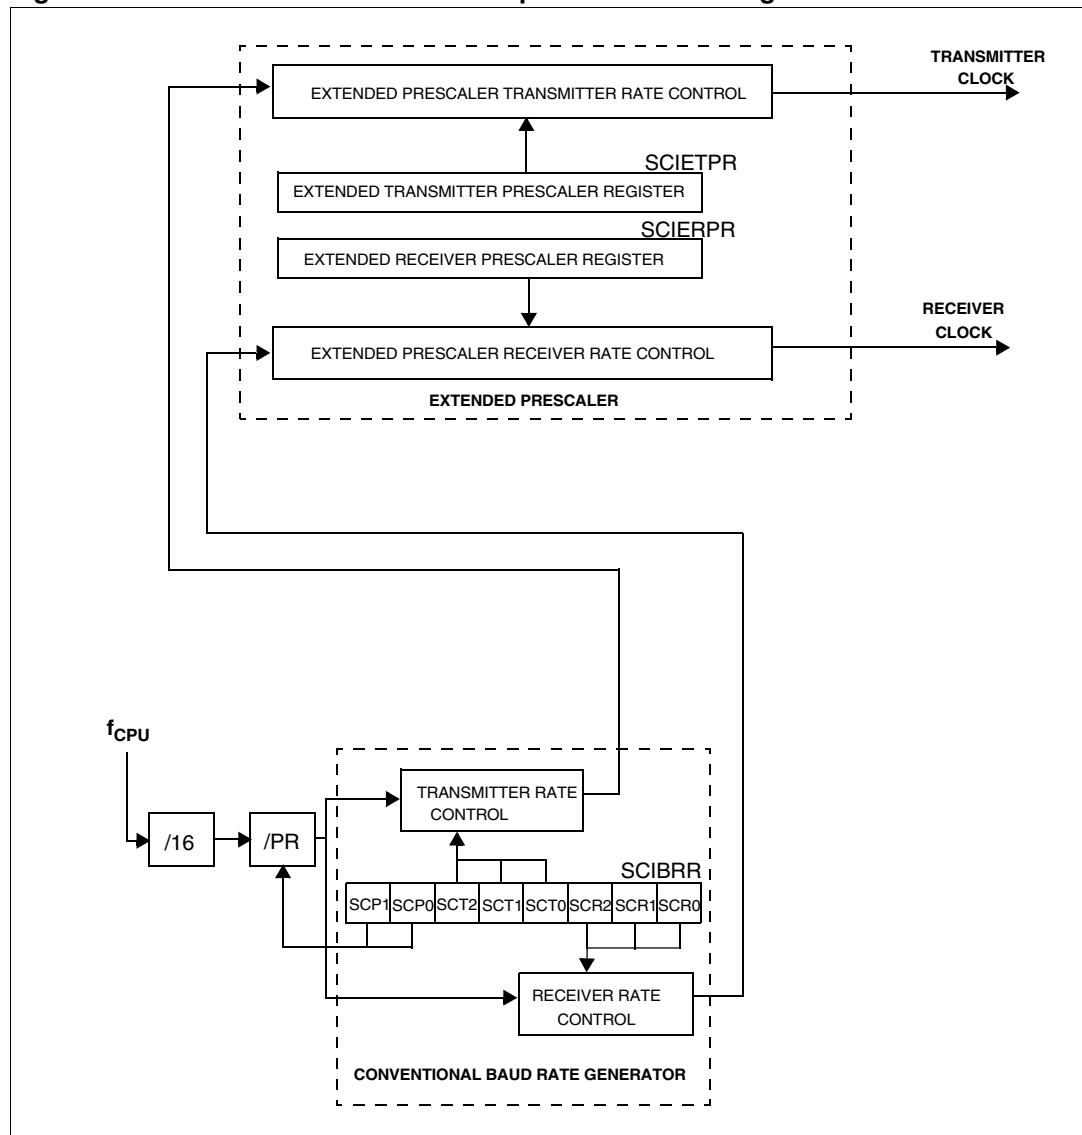 TRANSMITTER
CLOCK
EXTENDED PRESCALER TRANSMITTER RATE CONTROL
SCIETPR
EXTENDED TRANSMITTER PRESCALER REGISTER
SCIERPR
EXTENDED RECEIVER PRESCALER REGISTER
RECEIVER
CLOCK
EXTENDED PRESCALER RECEIVER RATE CONTROL
EXTENDED PRESCALER
fCPU
TRANSMITTER RATE
CONTROL
/16
/PR
SCIBRR
SCP1 SCP0 SCT2 SCT1 SCT0 SCR2 SCR1 SCR0
RECEIVER RATE
CONTROL
CONVENTIONAL BAUD RATE GENERATOR